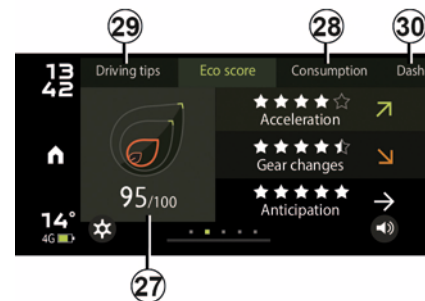 29
28
30
13
42
Driving tips
Eco score
Consumption
Dash
Acceleration
Gear changes
95/100
Anticipation
14°
4G
27